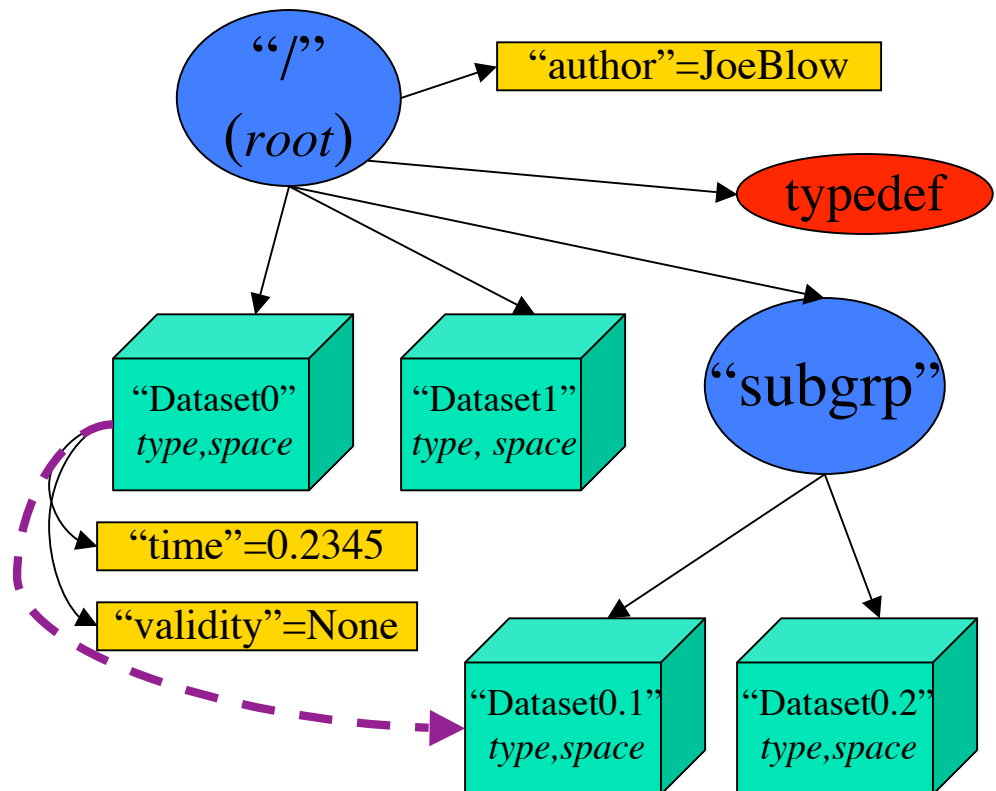 “/”
(root)
“author”=JoeBlow
typedef
“Dataset0”
type,space
“Dataset1”
type, space
“subgrp”
“time”=0.2345
“validity”=None
“Dataset0.1”
type,space
“Dataset0.2”
type,space